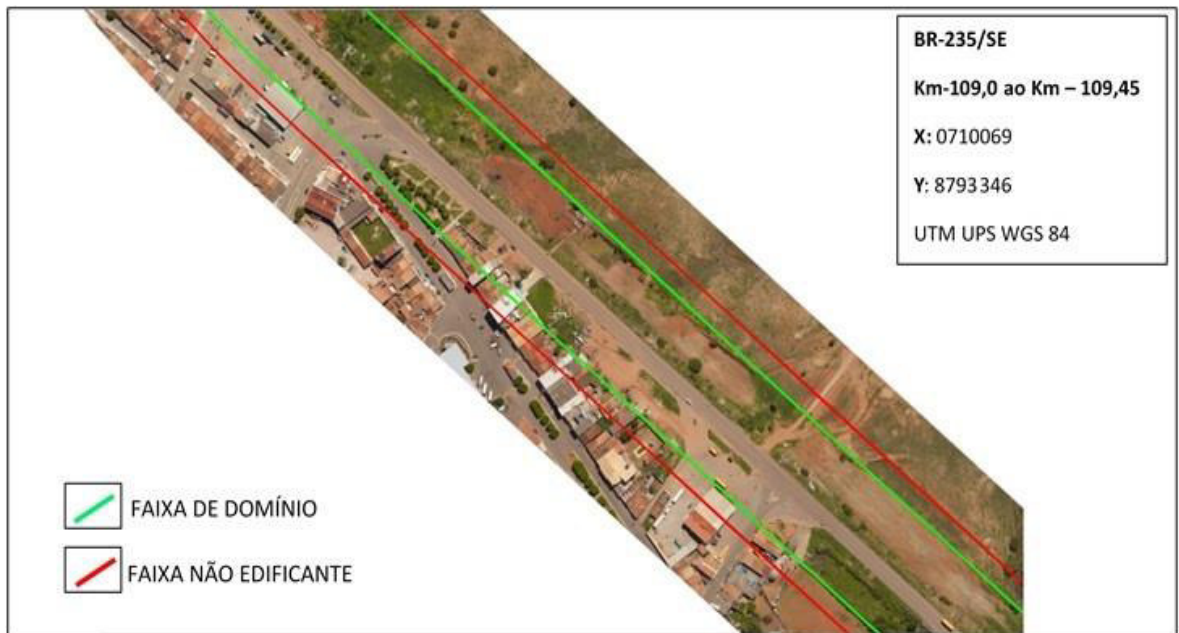 BR-235/SE
Km-109,0 ao Km – 109,45
X: 0710069
Y: 8793346
UTM UPS WGS 84
FAIXA DE DOMÍNIO
FAIXA NÃO EDIFICANTE